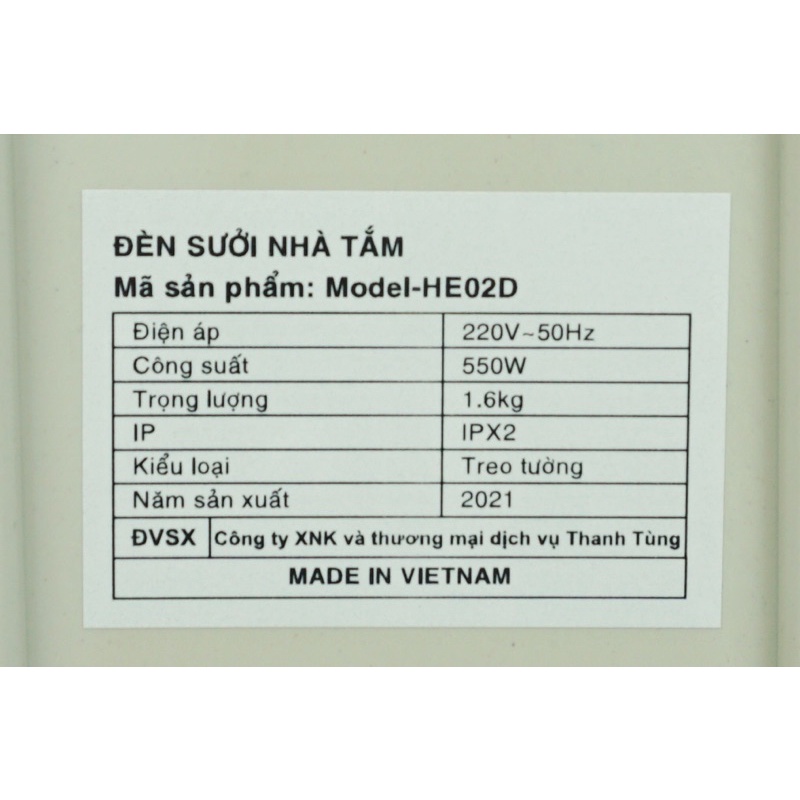 ĐÈN SƯỞI NHÀ TẮM
Mã sản phẩm: Model-HE02D
Điện áp 220V~50Hz
Công suất 550W
Trọng lượng 1.6kg
IP IPX2
Kiểu loại Treo tường
Năm sản xuất 2021
ĐVSX Công ty XNK và thương mại dịch vụ Thanh Tùng
MADE IN VIETNAM